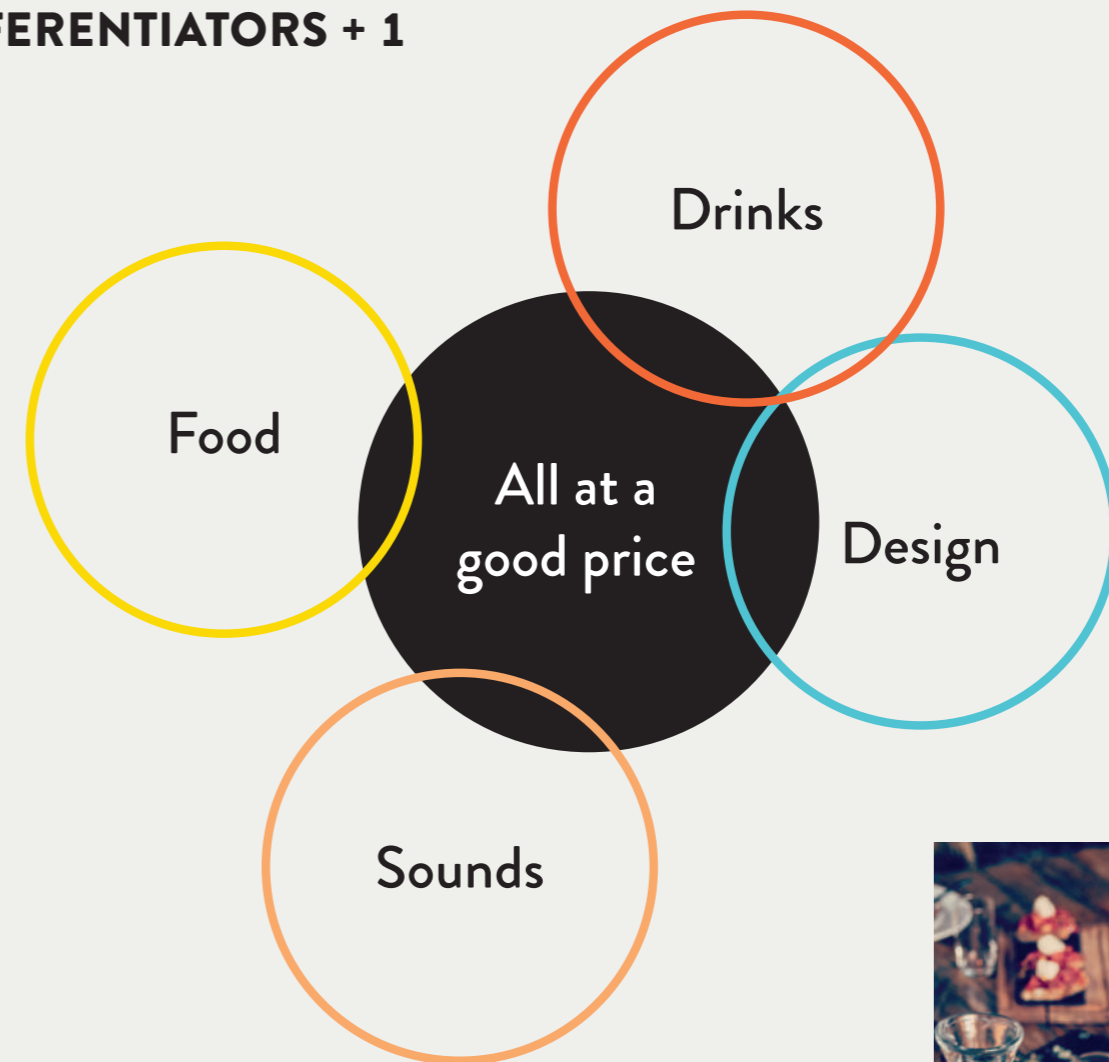 FERENTIATORS + 1
Drinks
Food
All at a
good price
Design
Sounds